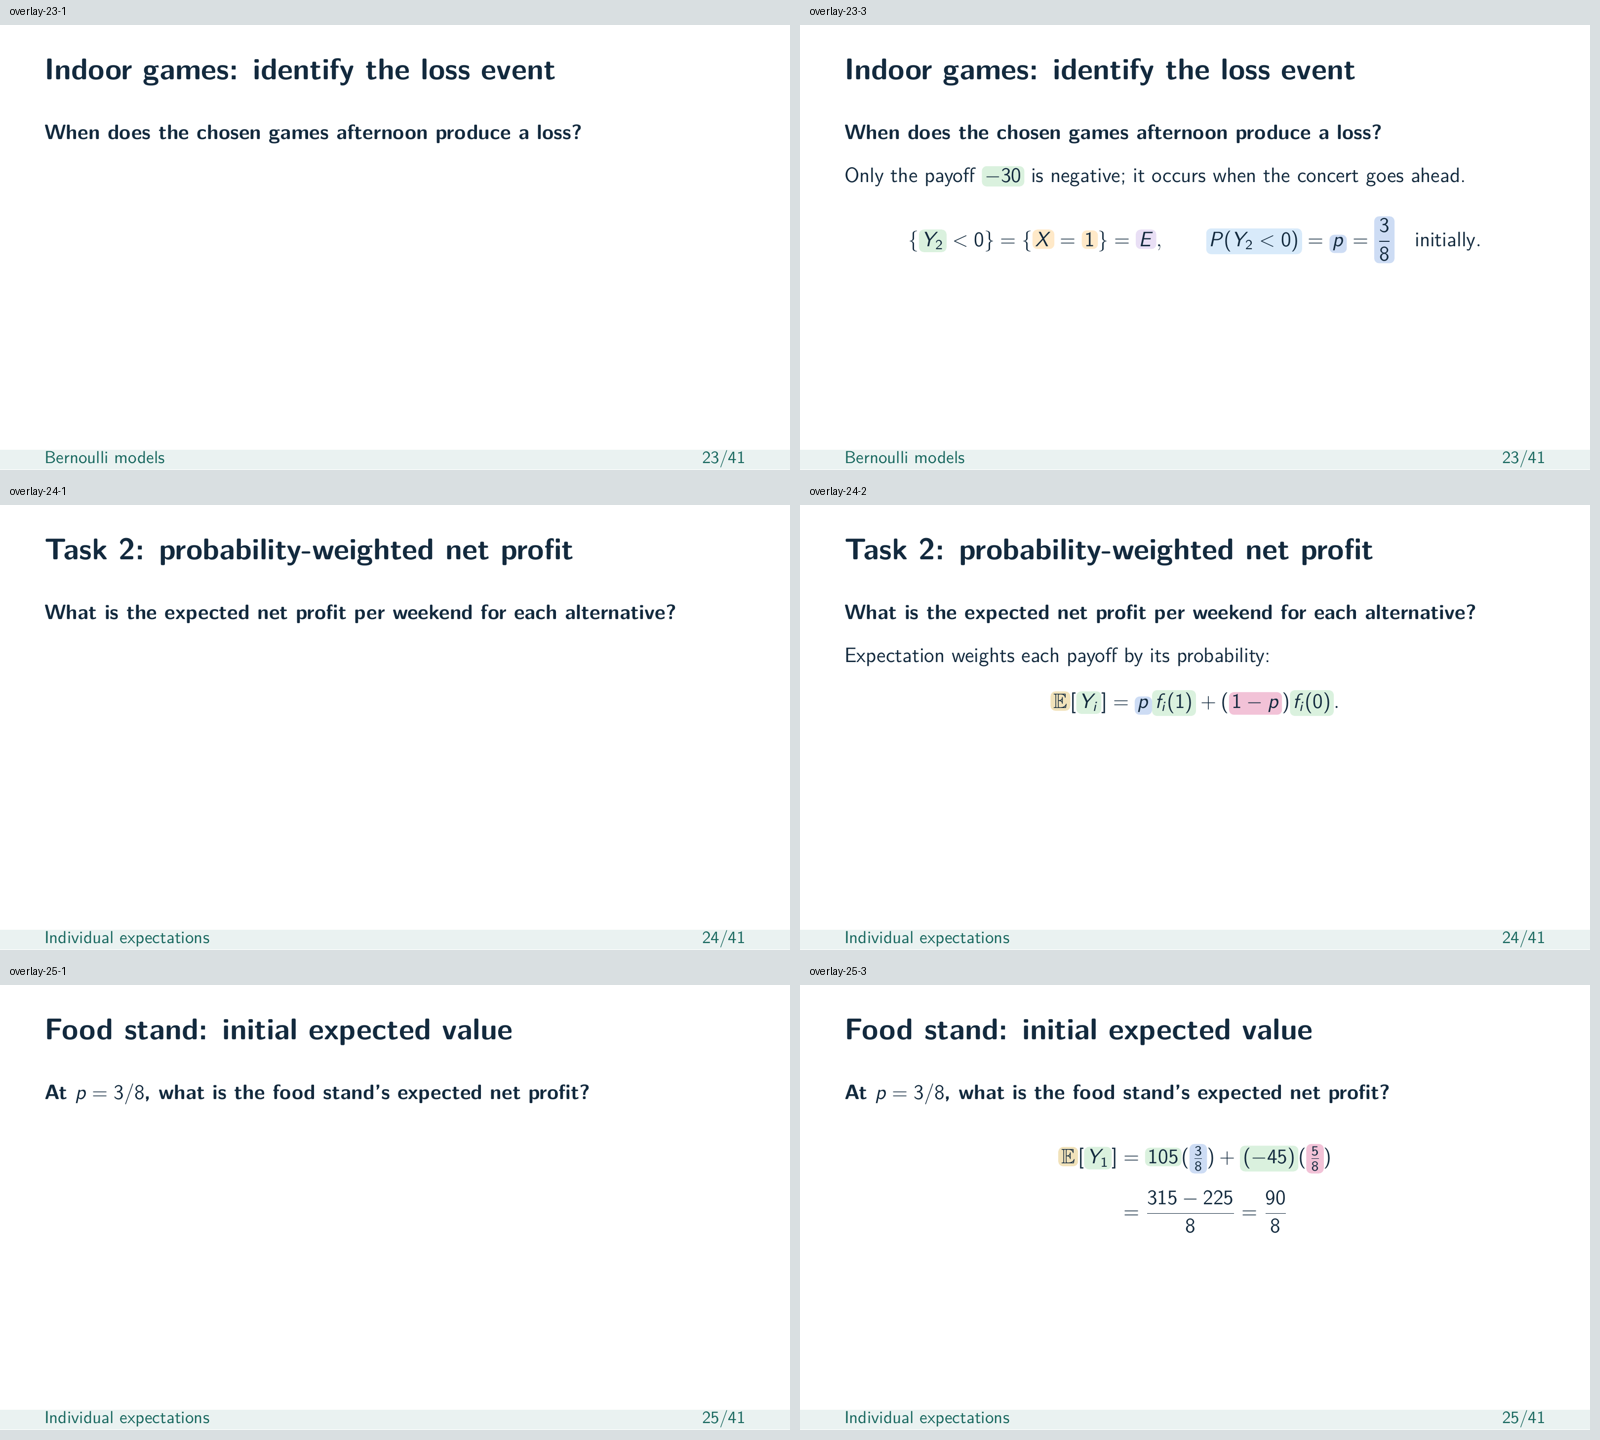 overlay-23-1
Indoor games: identify the loss event
When does the chosen games afternoon produce a loss?
Bernoulli models 23/41
overlay-23-3
Indoor games: identify the loss event
When does the chosen games afternoon produce a loss?
Only the payoff −30 is negative; it occurs when the concert goes ahead.
{Y₂ < 0} = {X = 1} = E, P(Y₂ < 0) = p = 3/8 initially.
Bernoulli models 23/41
overlay-24-1
Task 2: probability-weighted net profit
What is the expected net profit per weekend for each alternative?
Individual expectations 24/41
overlay-24-2
Task 2: probability-weighted net profit
What is the expected net profit per weekend for each alternative?
Expectation weights each payoff by its probability:
𝔼[Yᵢ] = p fᵢ(1) + (1 − p) fᵢ(0).
Individual expectations 24/41
overlay-25-1
Food stand: initial expected value
At p = 3/8, what is the food stand's expected net profit?
Individual expectations 25/41
overlay-25-3
Food stand: initial expected value
At p = 3/8, what is the food stand's expected net profit?
𝔼[Y₁] = 105(3/8) + (−45)(5/8)
= (315 − 225)/8 = 90/8
Individual expectations 25/41